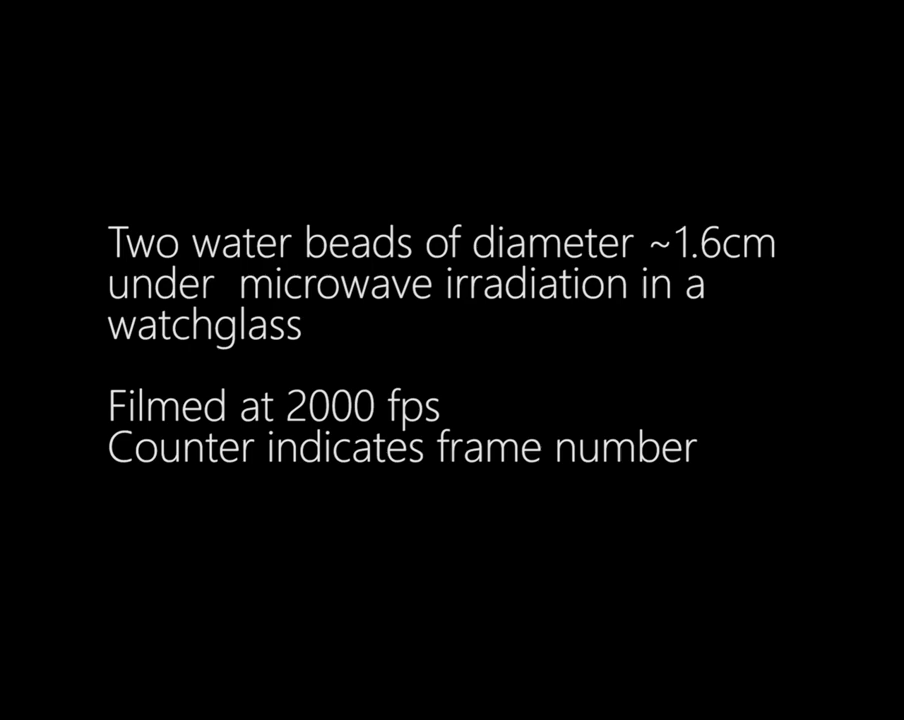 Two water beads of diameter ~1.6cm
under  microwave irradiation in a
watchglass
Filmed at 2000 fps
Counter indicates frame number